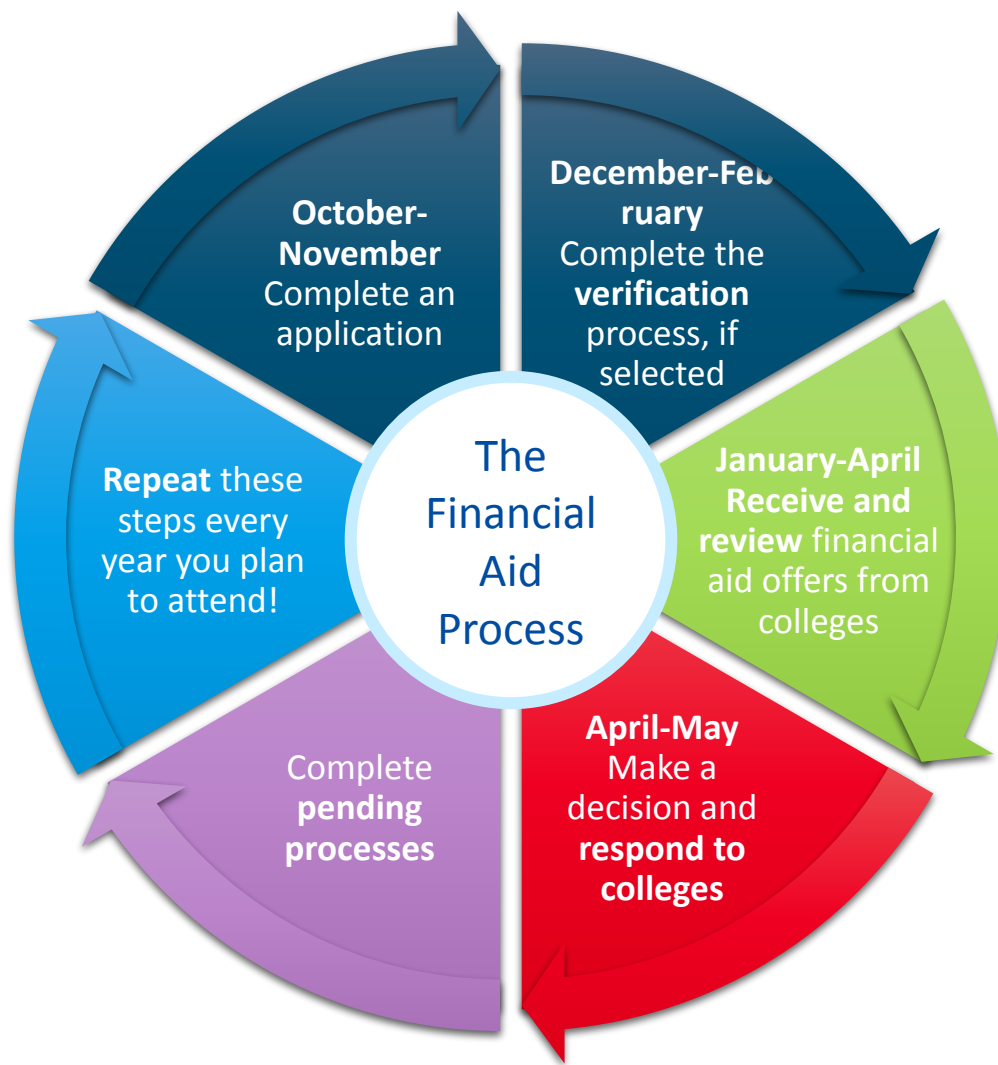 October-
November
Complete an
application
December-Feb
ruary
Complete the
verification
process, if
selected
January-April
Receive and
review financial
aid offers from
colleges
April-May
Make a
decision and
respond to
colleges
Complete
pending
processes
Repeat these
steps every
year you plan
to attend!
The
Financial
Aid
Process